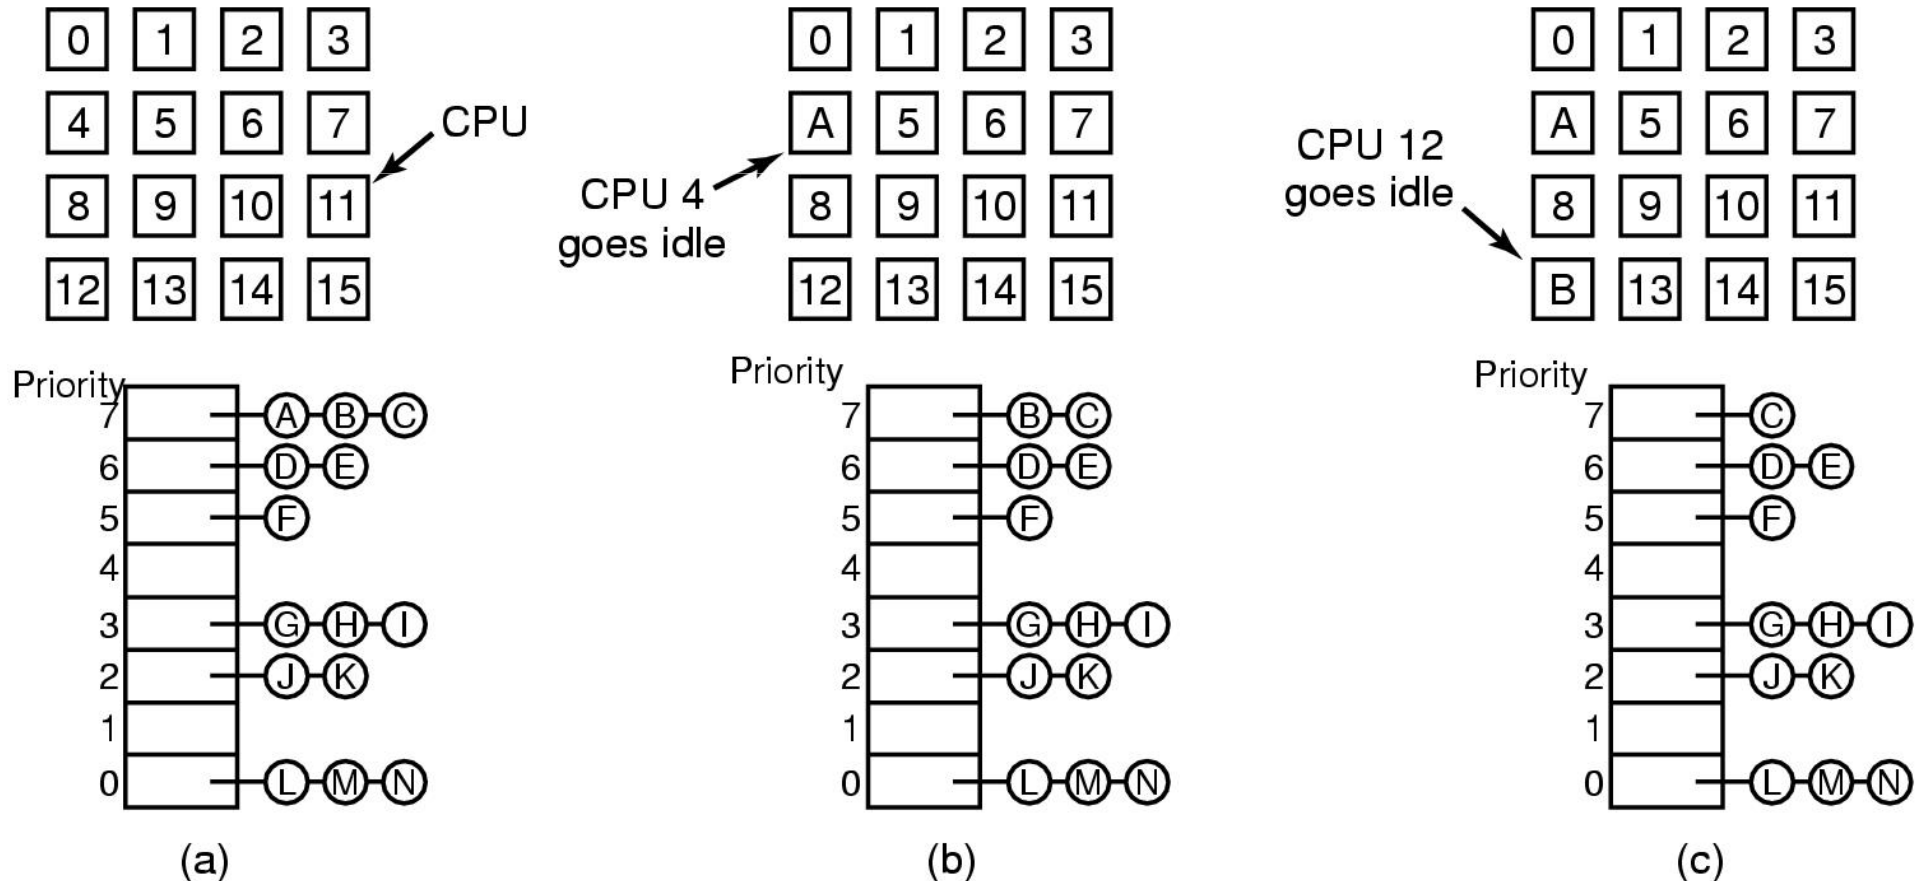 0 1 2 3
4 5 6 7
CPU
8 9 10 11
12 13 14 15
Priority
7 A B C
6 D E
5 F
4
3 G H I
2 J K
1
0 L M N
(a)
0 1 2 3
A 5 6 7
CPU 4
goes idle
8 9 10 11
12 13 14 15
Priority
7 B C
6 D E
5 F
4
3 G H I
2 J K
1
0 L M N
(b)
0 1 2 3
A 5 6 7
CPU 12
goes idle
8 9 10 11
B 13 14 15
Priority
7 C
6 D E
5 F
4
3 G H I
2 J K
1
0 L M N
(c)